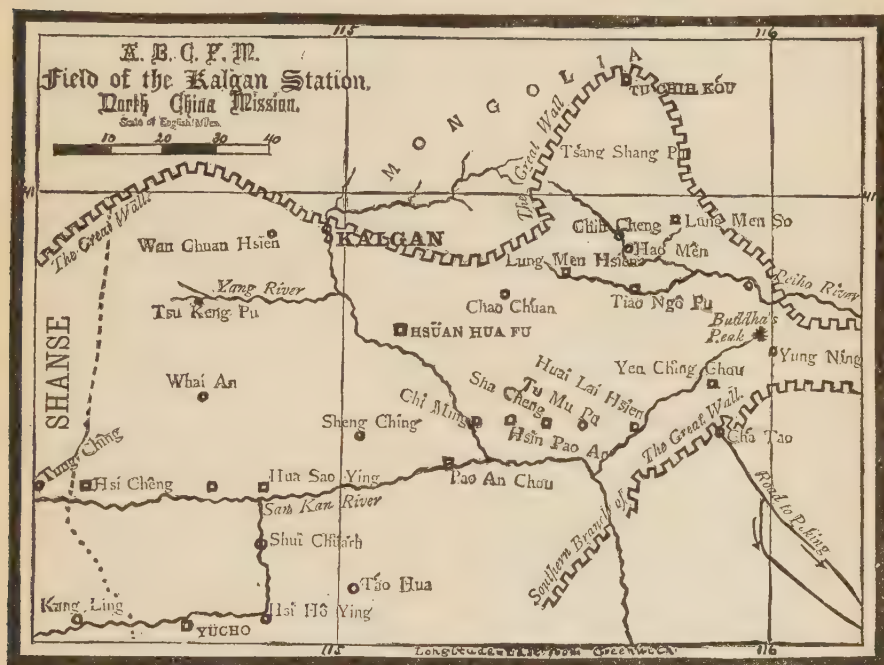 115
116
A. B. C. F. M.
Field of the Kalgan Station.
North China Mission.
Scale of English Miles.
10 20 30 40
MONGOLIA
TU CHIH KOU
The Great Wall
Tsang Shang
41
41
The Great Wall
Wan Chuan Hsien
KALGAN
Chih Cheng
Lung Men So
Hao Mên
Lung Men Hsien
Peiho River
Yang River
Tsu Keng Pu
Chao Chuan
Tiao Ngô Pu
Buddha's
Peak
HSÜAN HUA FU
Yung Ning
SHANSE
Whai An
Yen Ching Chou
Huai Lai Hsien
Tu Mu Pa
Sha Cheng
Chi Ming
Hsin Pao An
Sheng Ching
The Great Wall.
Cha Tao
Tung Ching
Hsi Chêng
Hua Sao Ying
Pao An Chou
San Kan River
Southern Branch of
Road to Peking
Shui
Táo Hua
Kang Ling
YÜCHO
Hsi Hô Ying
115
Longitude East from Greenwich.
116